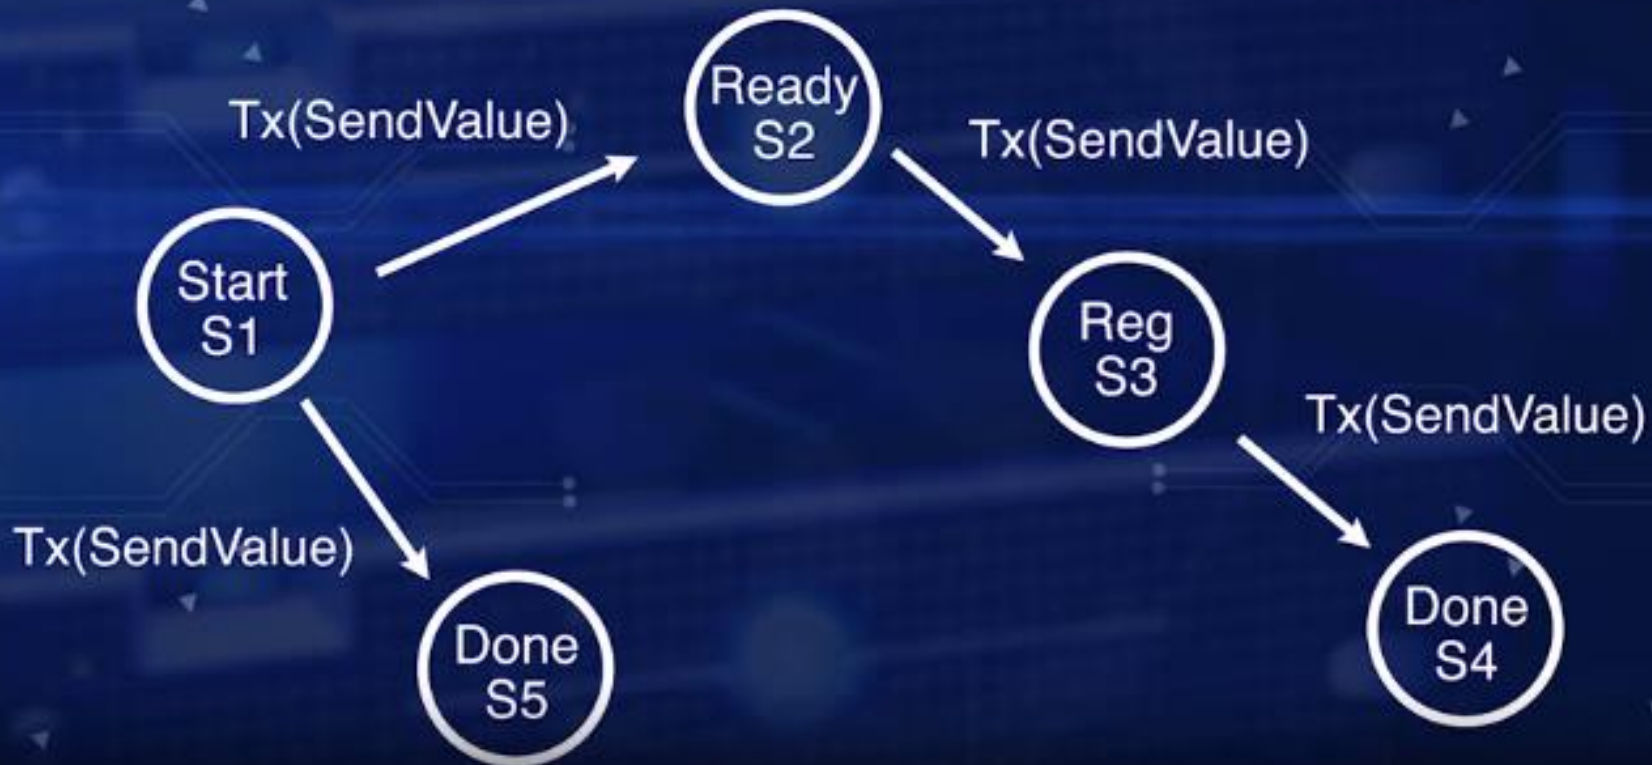 Ready
S2
Tx(SendValue)
Tx(SendValue)
Start
S1
Reg
S3
Tx(SendValue)
Tx(SendValue)
Done
S5
Done
S4